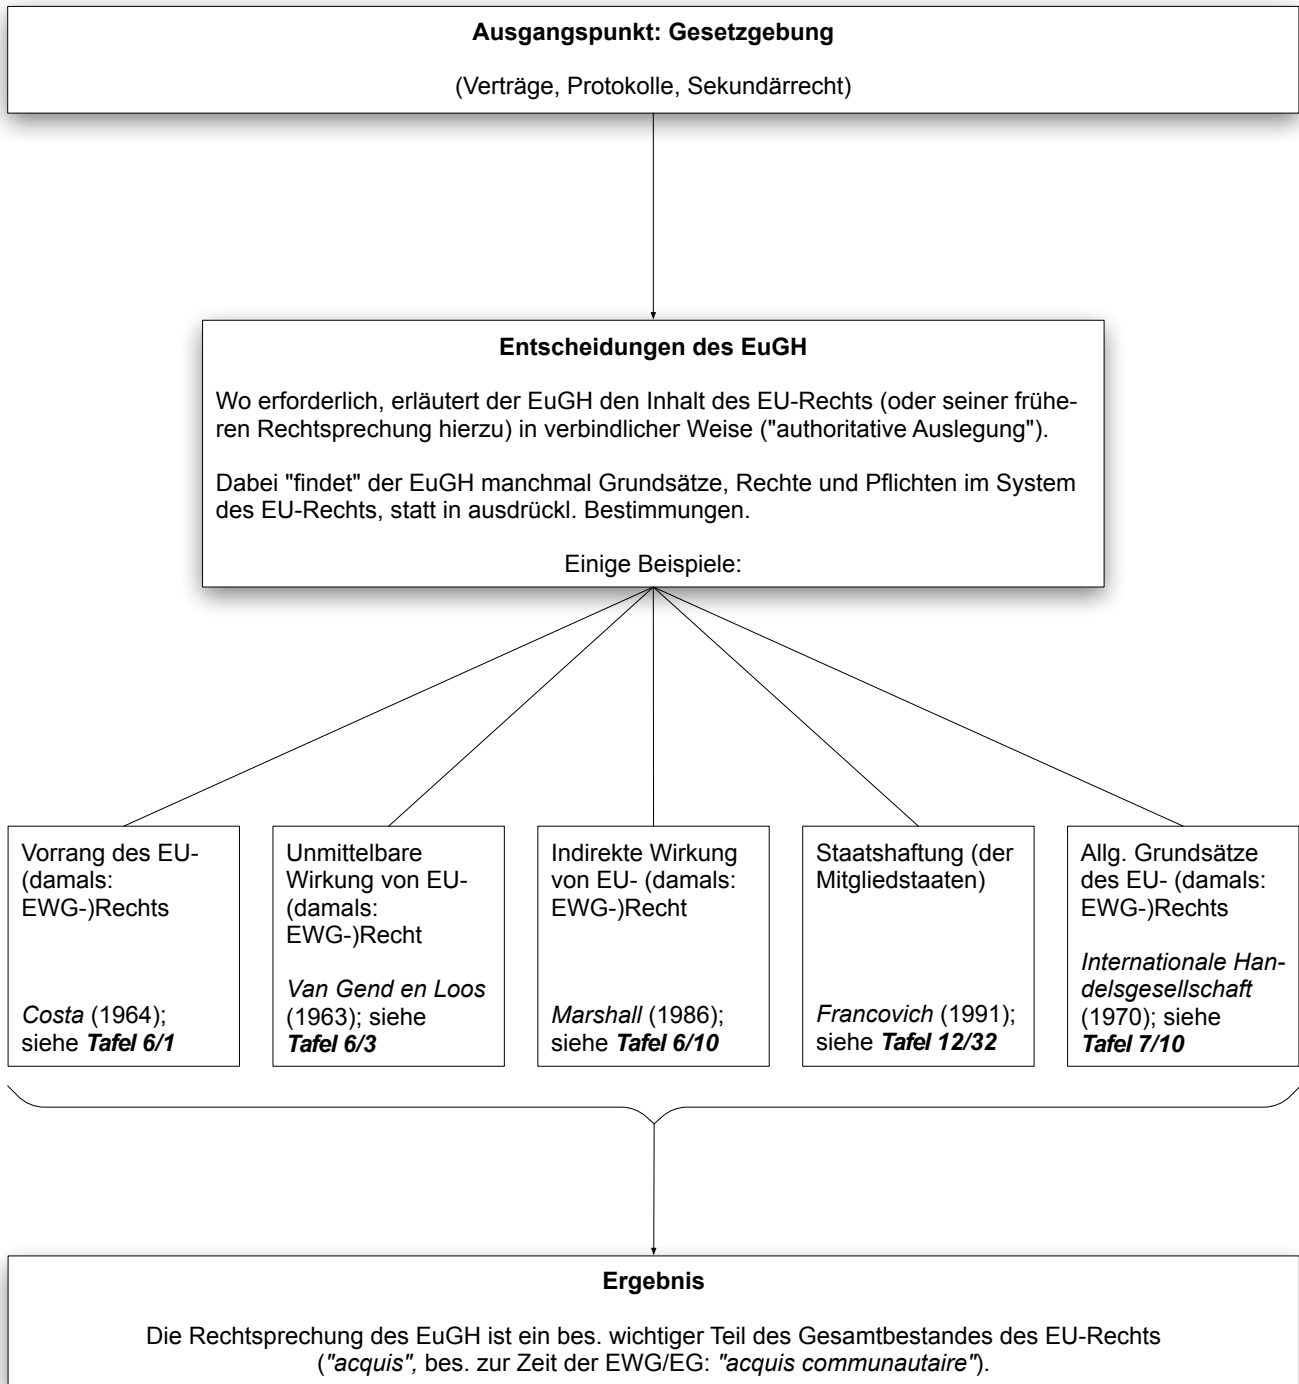 Ausgangspunkt: Gesetzgebung
(Verträge, Protokolle, Sekundärrecht)
Entscheidungen des EuGH
Wo erforderlich, erläutert der EuGH den Inhalt des EU-Rechts (oder seiner frühe-
ren Rechtsprechung hierzu) in verbindlicher Weise ("authoritative Auslegung").
Dabei "findet" der EuGH manchmal Grundsätze, Rechte und Pflichten im System
des EU-Rechts, statt in ausdrückl. Bestimmungen.
Einige Beispiele:
Vorrang des EU-
(damals:
EWG-)Rechts
Costa (1964);
siehe Tafel 6/1
Unmittelbare
Wirkung von EU-
(damals:
EWG-)Recht
Van Gend en Loos
(1963); siehe
Tafel 6/3
Indirekte Wirkung
von EU- (damals:
EWG-)Recht
Marshall (1986);
siehe Tafel 6/10
Staatshaftung (der
Mitgliedstaaten)
Francovich (1991);
siehe Tafel 12/32
Allg. Grundsätze
des EU- (damals:
EWG-)Rechts
Internationale Han-
delsgesellschaft
(1970); siehe
Tafel 7/10
Ergebnis
Die Rechtsprechung des EuGH ist ein bes. wichtiger Teil des Gesamtbestandes des EU-Rechts
("acquis", bes. zur Zeit der EWG/EG: "acquis communautaire").